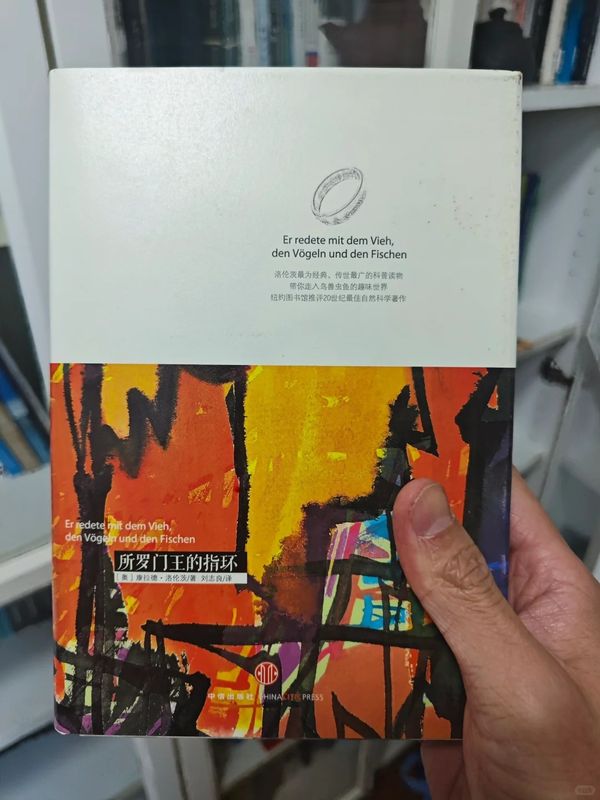 Er redete mit dem Vieh,
den Vögeln und den Fischen
洛伦茨最为经典、传世最广的科普读物
带你走入鸟兽虫鱼的趣味世界
纽约图书馆推评20世纪最佳自然科学著作
Er redete mit dem Vieh,
den Vögeln und den Fischen
所罗门王的指环
[奥] 康拉德·洛伦茨/著 刘志良/译
中信出版社 CHINA CITIC PRESS